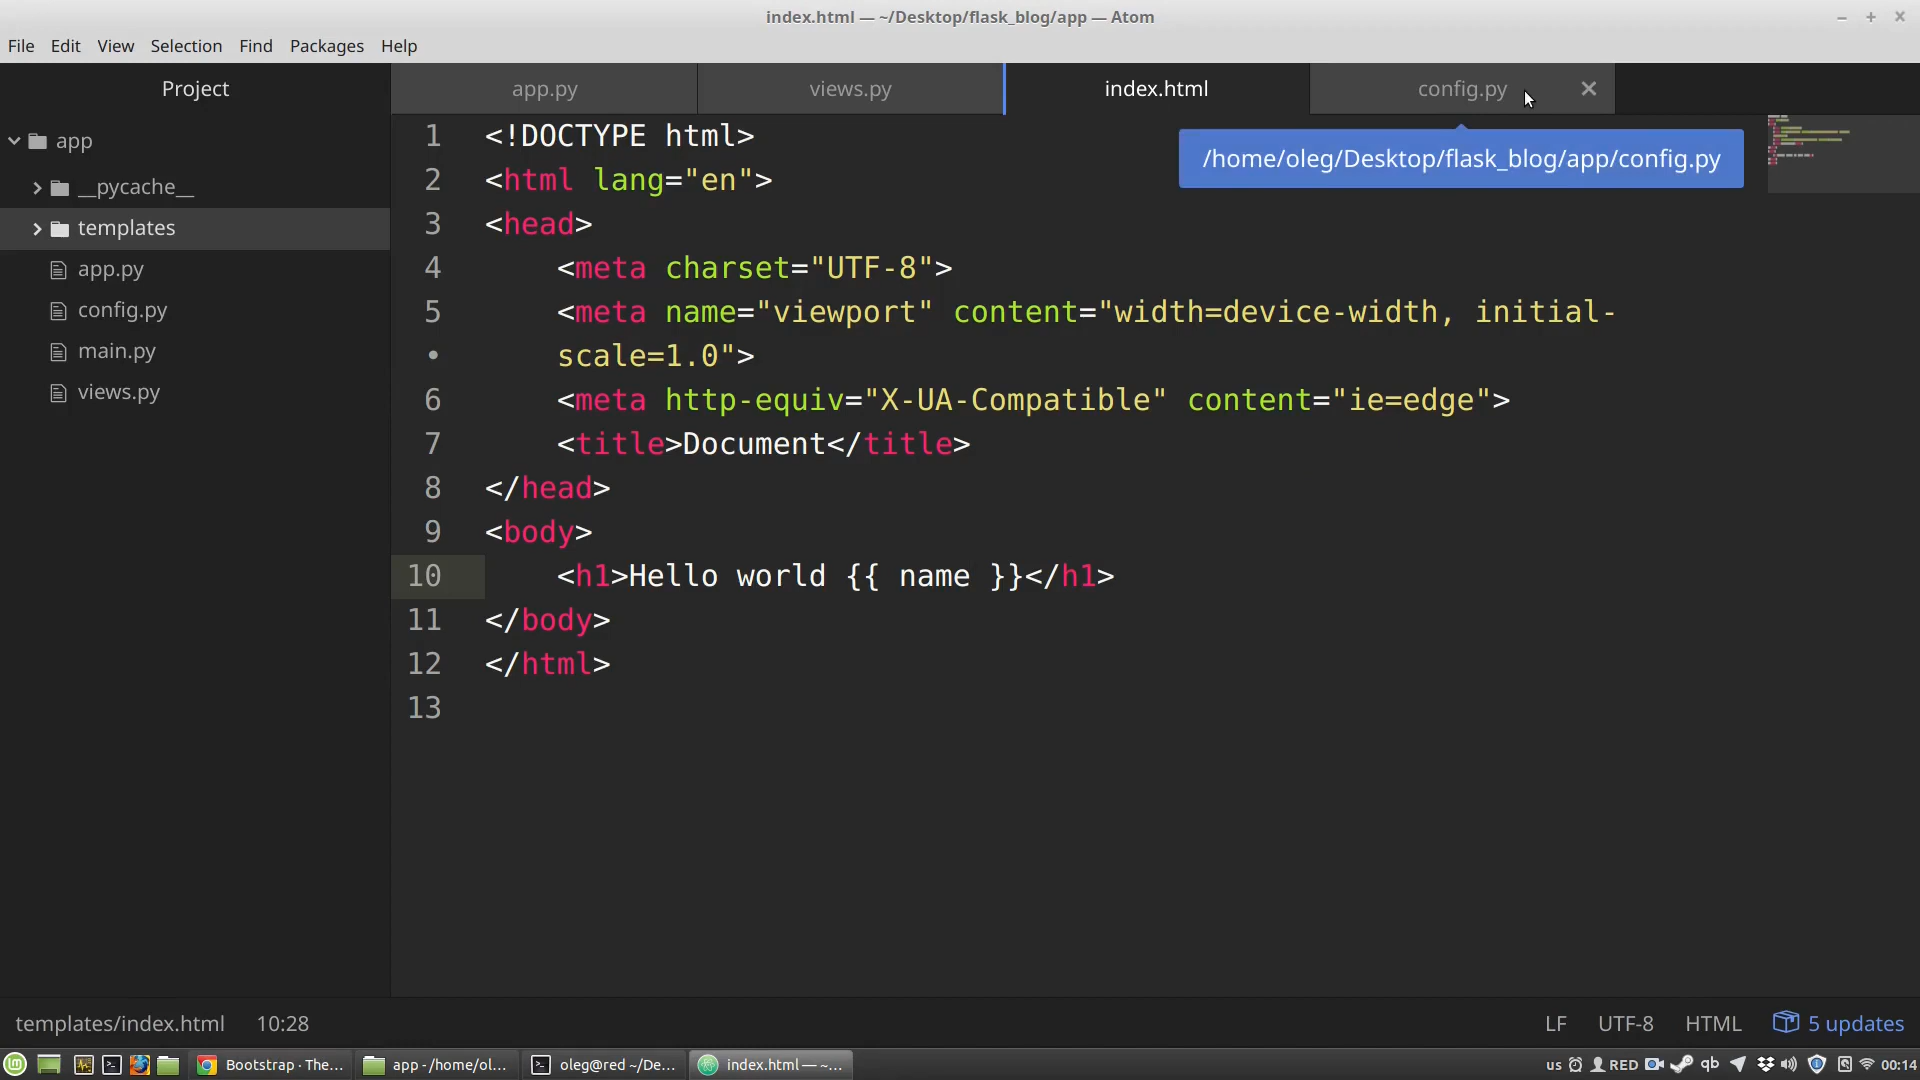 index.html — ~/Desktop/flask_blog/app — Atom
File Edit View Selection Find Packages Help
Project
app.py views.py index.html config.py
/home/oleg/Desktop/flask_blog/app/config.py
app
__pycache__
templates
app.py
config.py
main.py
views.py
1 <!DOCTYPE html>
2 <html lang="en">
3 <head>
4 <meta charset="UTF-8">
5 <meta name="viewport" content="width=device-width, initial-
• scale=1.0">
6 <meta http-equiv="X-UA-Compatible" content="ie=edge">
7 <title>Document</title>
8 </head>
9 <body>
10 <h1>Hello world {{ name }}</h1>
11 </body>
12 </html>
13
templates/index.html 10:28 LF UTF-8 HTML 5 updates
Bootstrap · The... app - /home/ol... oleg@red ~/De... index.html — ~... us RED qb 00:14